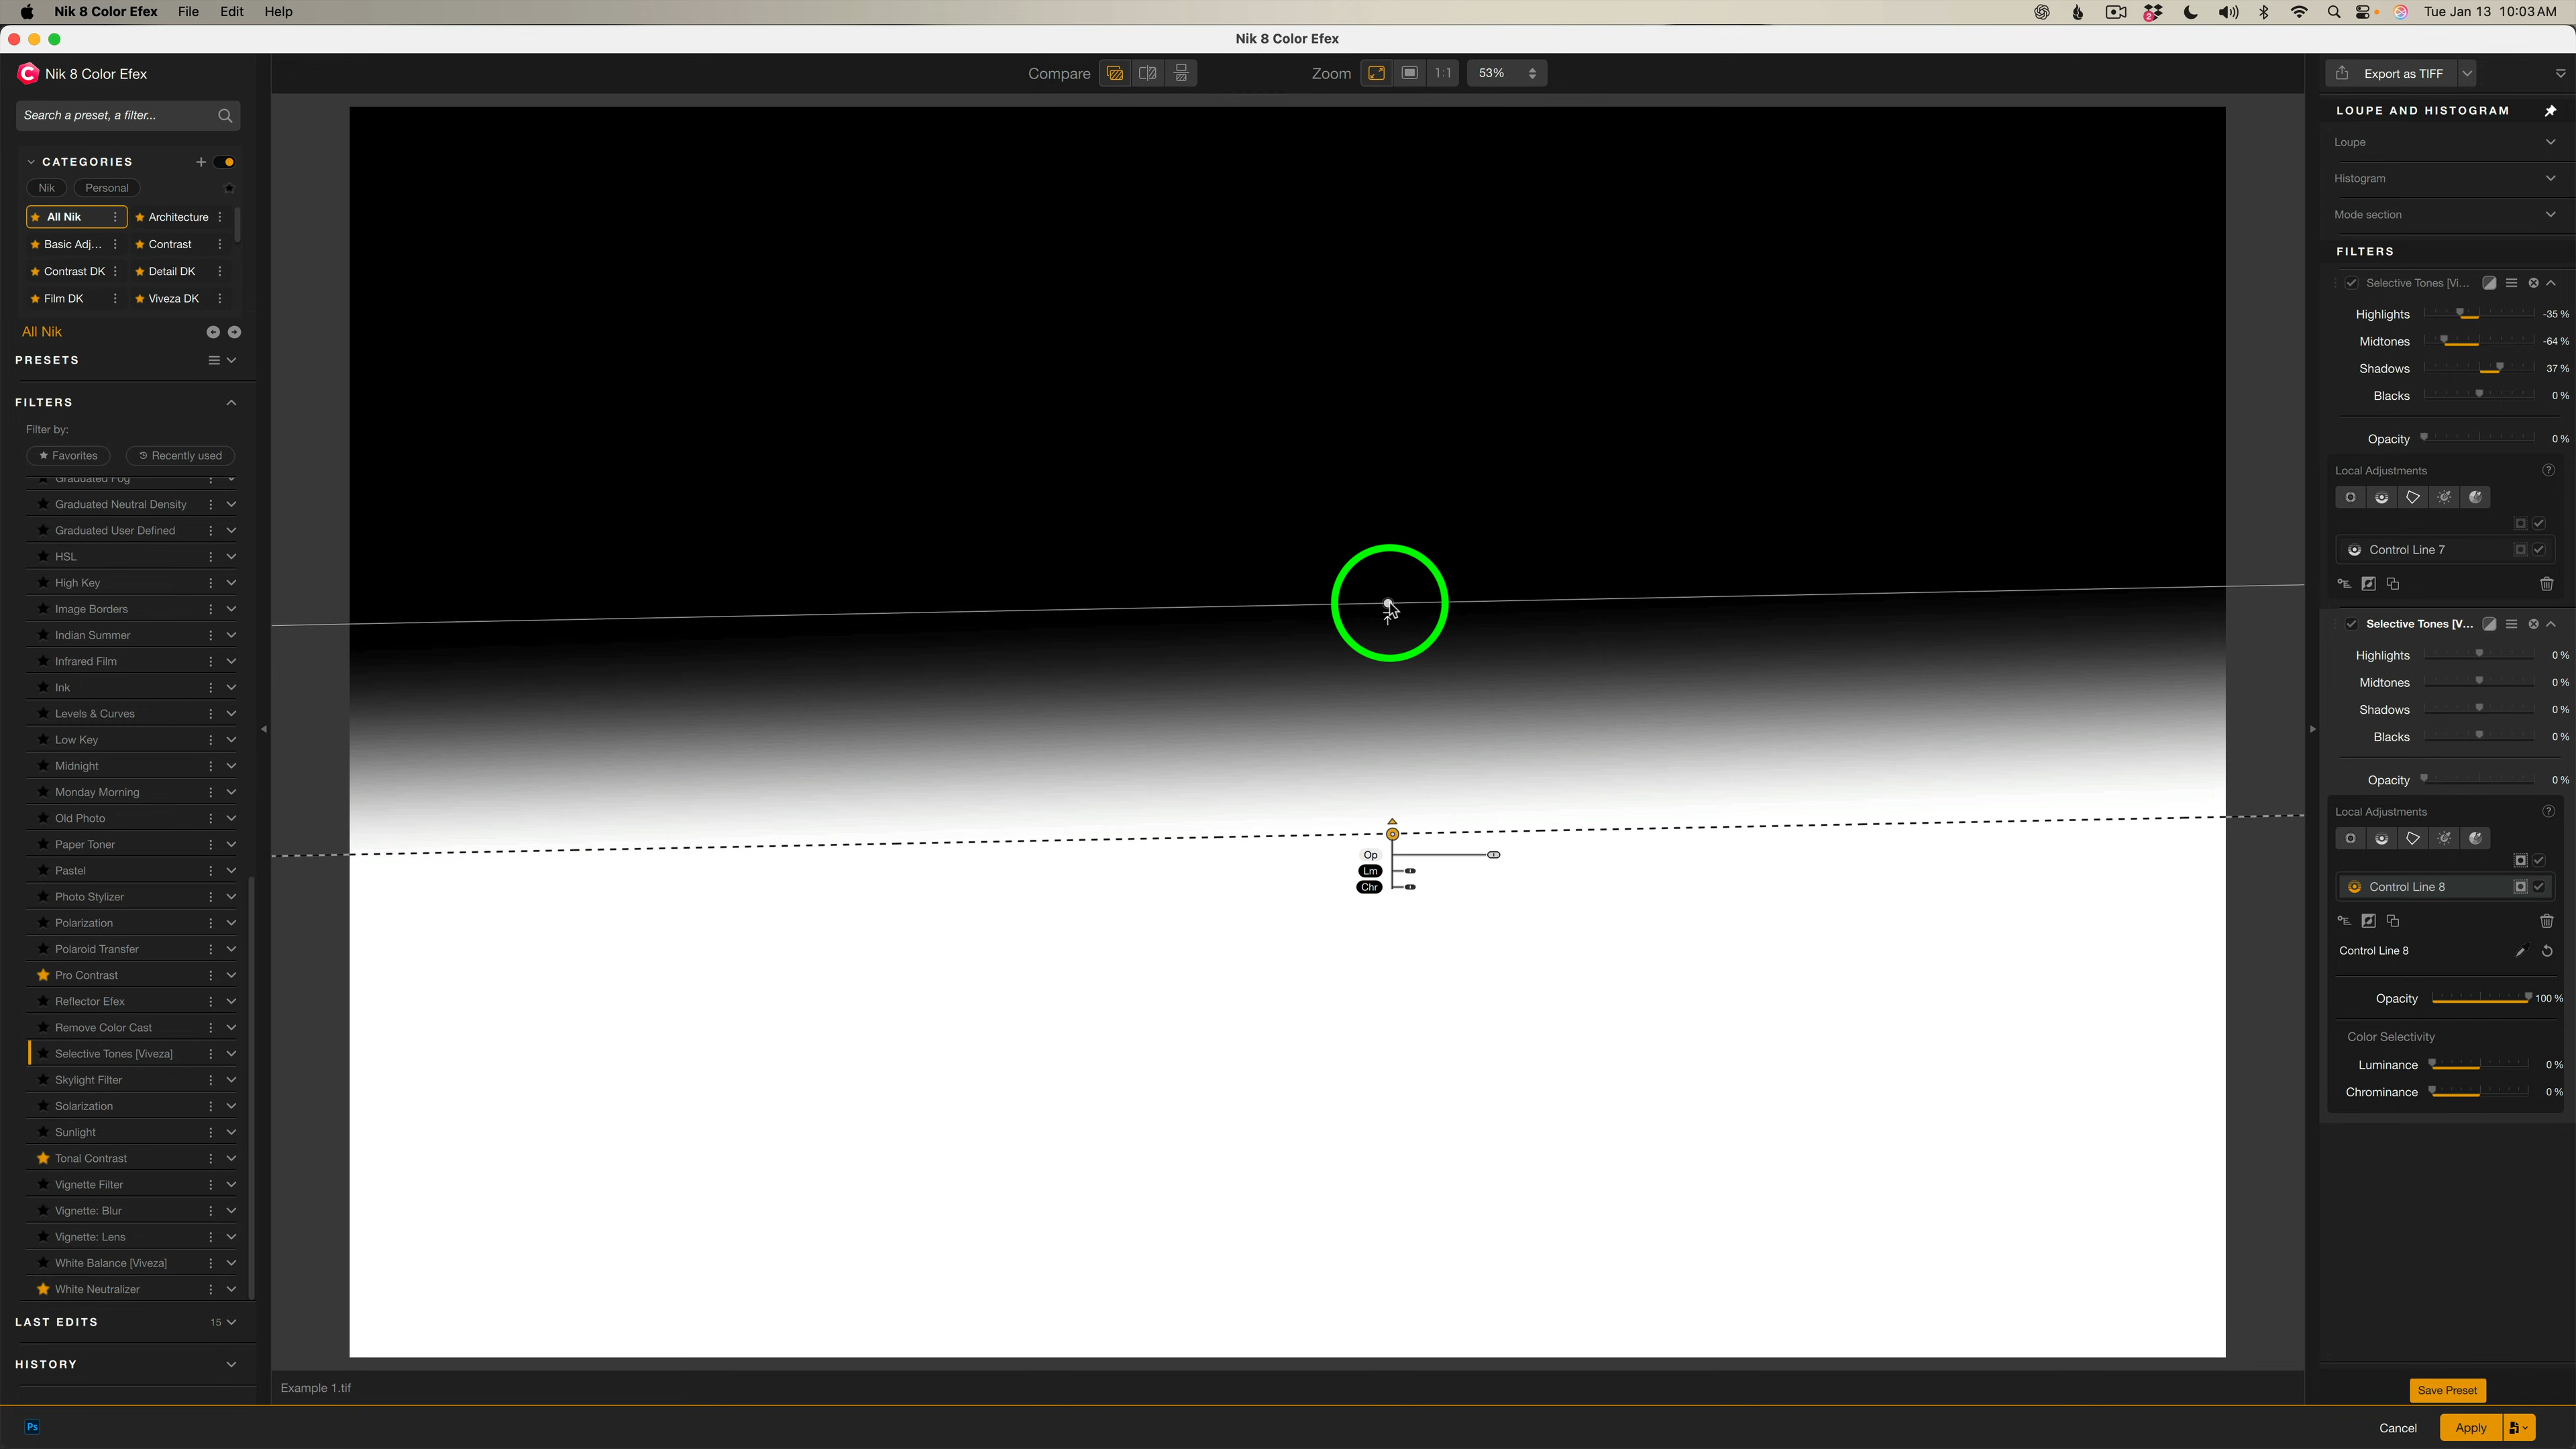 Nik 8 Color Efex File Edit Help
2
Tue Jan 13 10:03 AM
Nik 8 Color Efex
Nik 8 Color Efex
Compare
Zoom 1:1 53%
Export as TIFF
Search a preset, a filter...
CATEGORIES
Nik Personal
All Nik Architecture
Basic Adj... Contrast
Contrast DK Detail DK
Film DK Viveza DK
All Nik
PRESETS
FILTERS
Filter by:
Favorites Recently used
Graduated Fog
Graduated Neutral Density
Graduated User Defined
HSL
High Key
Image Borders
Indian Summer
Infrared Film
Ink
Levels & Curves
Low Key
Midnight
Monday Morning
Old Photo
Paper Toner
Pastel
Photo Stylizer
Polarization
Polaroid Transfer
Pro Contrast
Reflector Efex
Remove Color Cast
Selective Tones [Viveza]
Skylight Filter
Solarization
Sunlight
Tonal Contrast
Vignette Filter
Vignette: Blur
Vignette: Lens
White Balance [Viveza]
White Neutralizer
LAST EDITS 15
HISTORY
Op
Lm
Chr
Example 1.tif
LOUPE AND HISTOGRAM
Loupe
Histogram
Mode section
FILTERS
Selective Tones [Vi...
Highlights -35 %
Midtones -64 %
Shadows 37 %
Blacks 0 %
Opacity 0 %
Local Adjustments ?
Control Line 7
Selective Tones [V...
Highlights 0 %
Midtones 0 %
Shadows 0 %
Blacks 0 %
Opacity 0 %
Local Adjustments ?
Control Line 8
Control Line 8
Opacity 100 %
Color Selectivity
Luminance 0 %
Chrominance 0 %
Save Preset
Ps
Cancel Apply